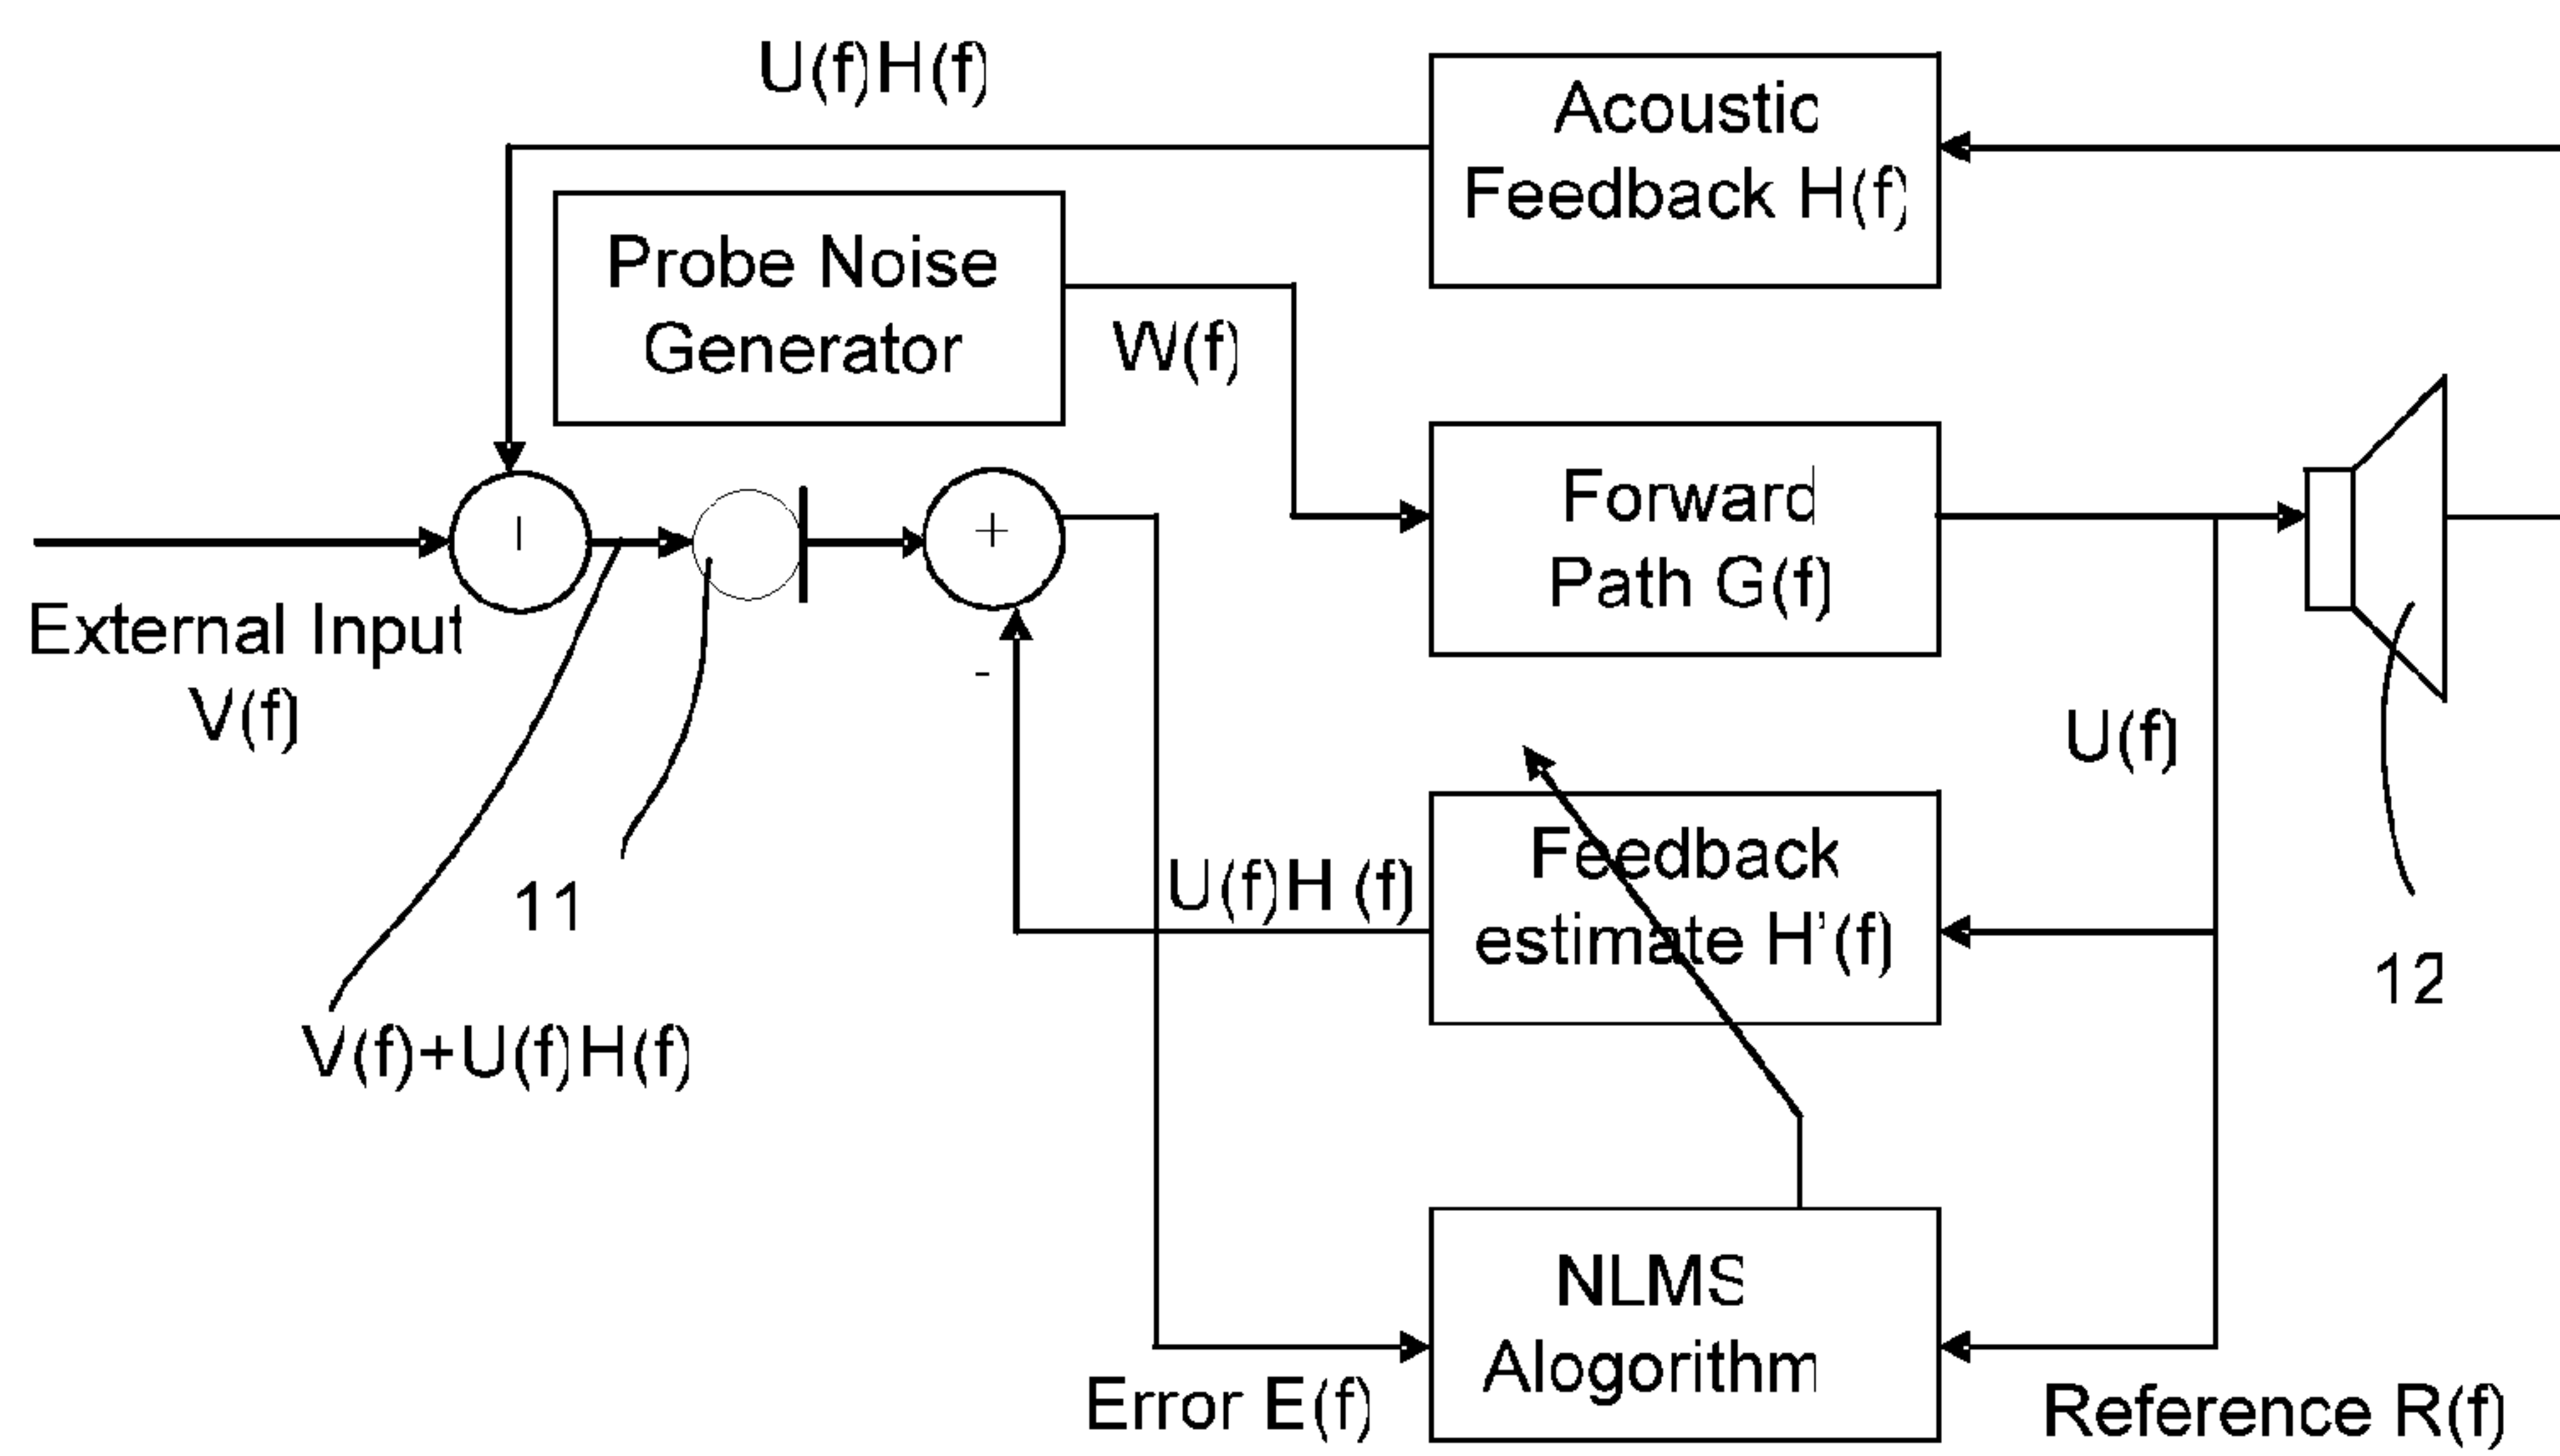 U(f)H(f)
Acoustic
Feedback H(f)
Probe Noise
Generator
W(f)
Forward
Path G(f)
+
-
External Input
V(f)
U(f)
Feedback
estimate H'(f)
U(f)H (f)
11
12
V(f)+U(f)H(f)
NLMS
Alogorithm
Error E(f)
Reference R(f)